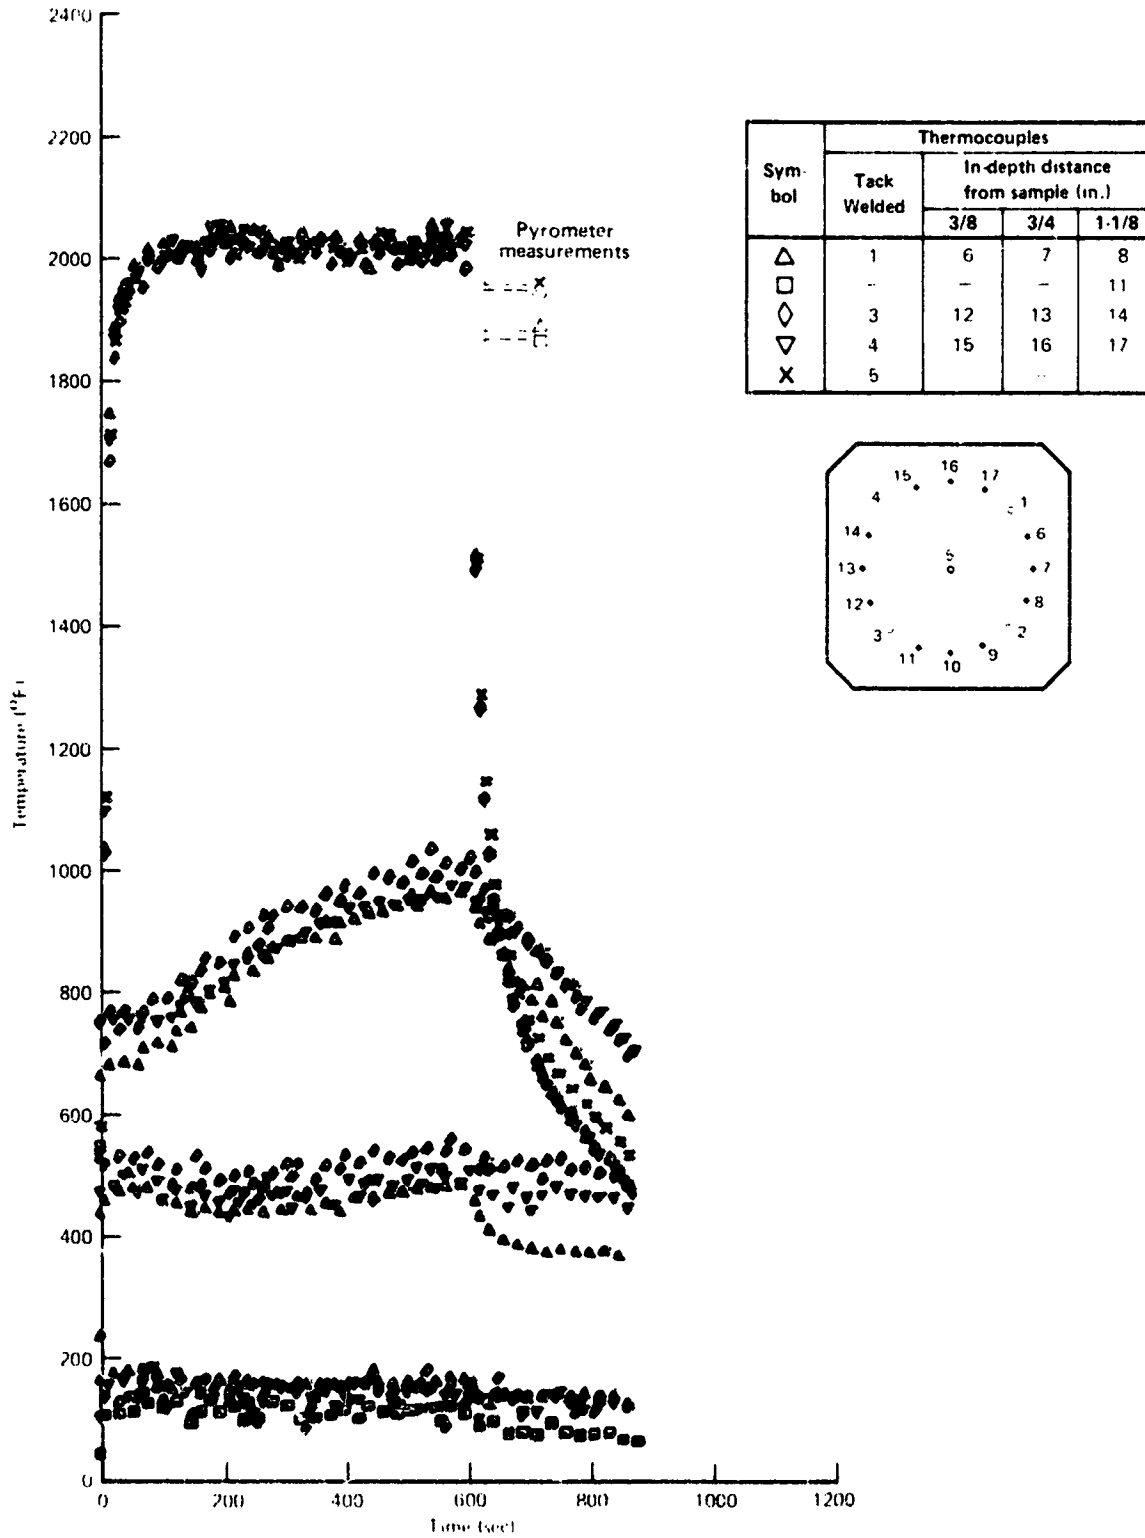 2400
2200
2000
1800
1600
1400
1200
1000
800
600
400
200
0
Temperature (°F)
0 200 400 600 800 1000 1200
Time (sec)
Pyrometer
measurements
Sym-
bol
Thermocouples
Tack
Welded
In-depth distance
from sample (in.)
3/8 3/4 1-1/8
△ 1 6 7 8
□ – – – 11
◇ 3 12 13 14
▽ 4 15 16 17
X 5 --
16
15 17
4 1
14 6
5
13 7
12 8
3 2
11 9
10